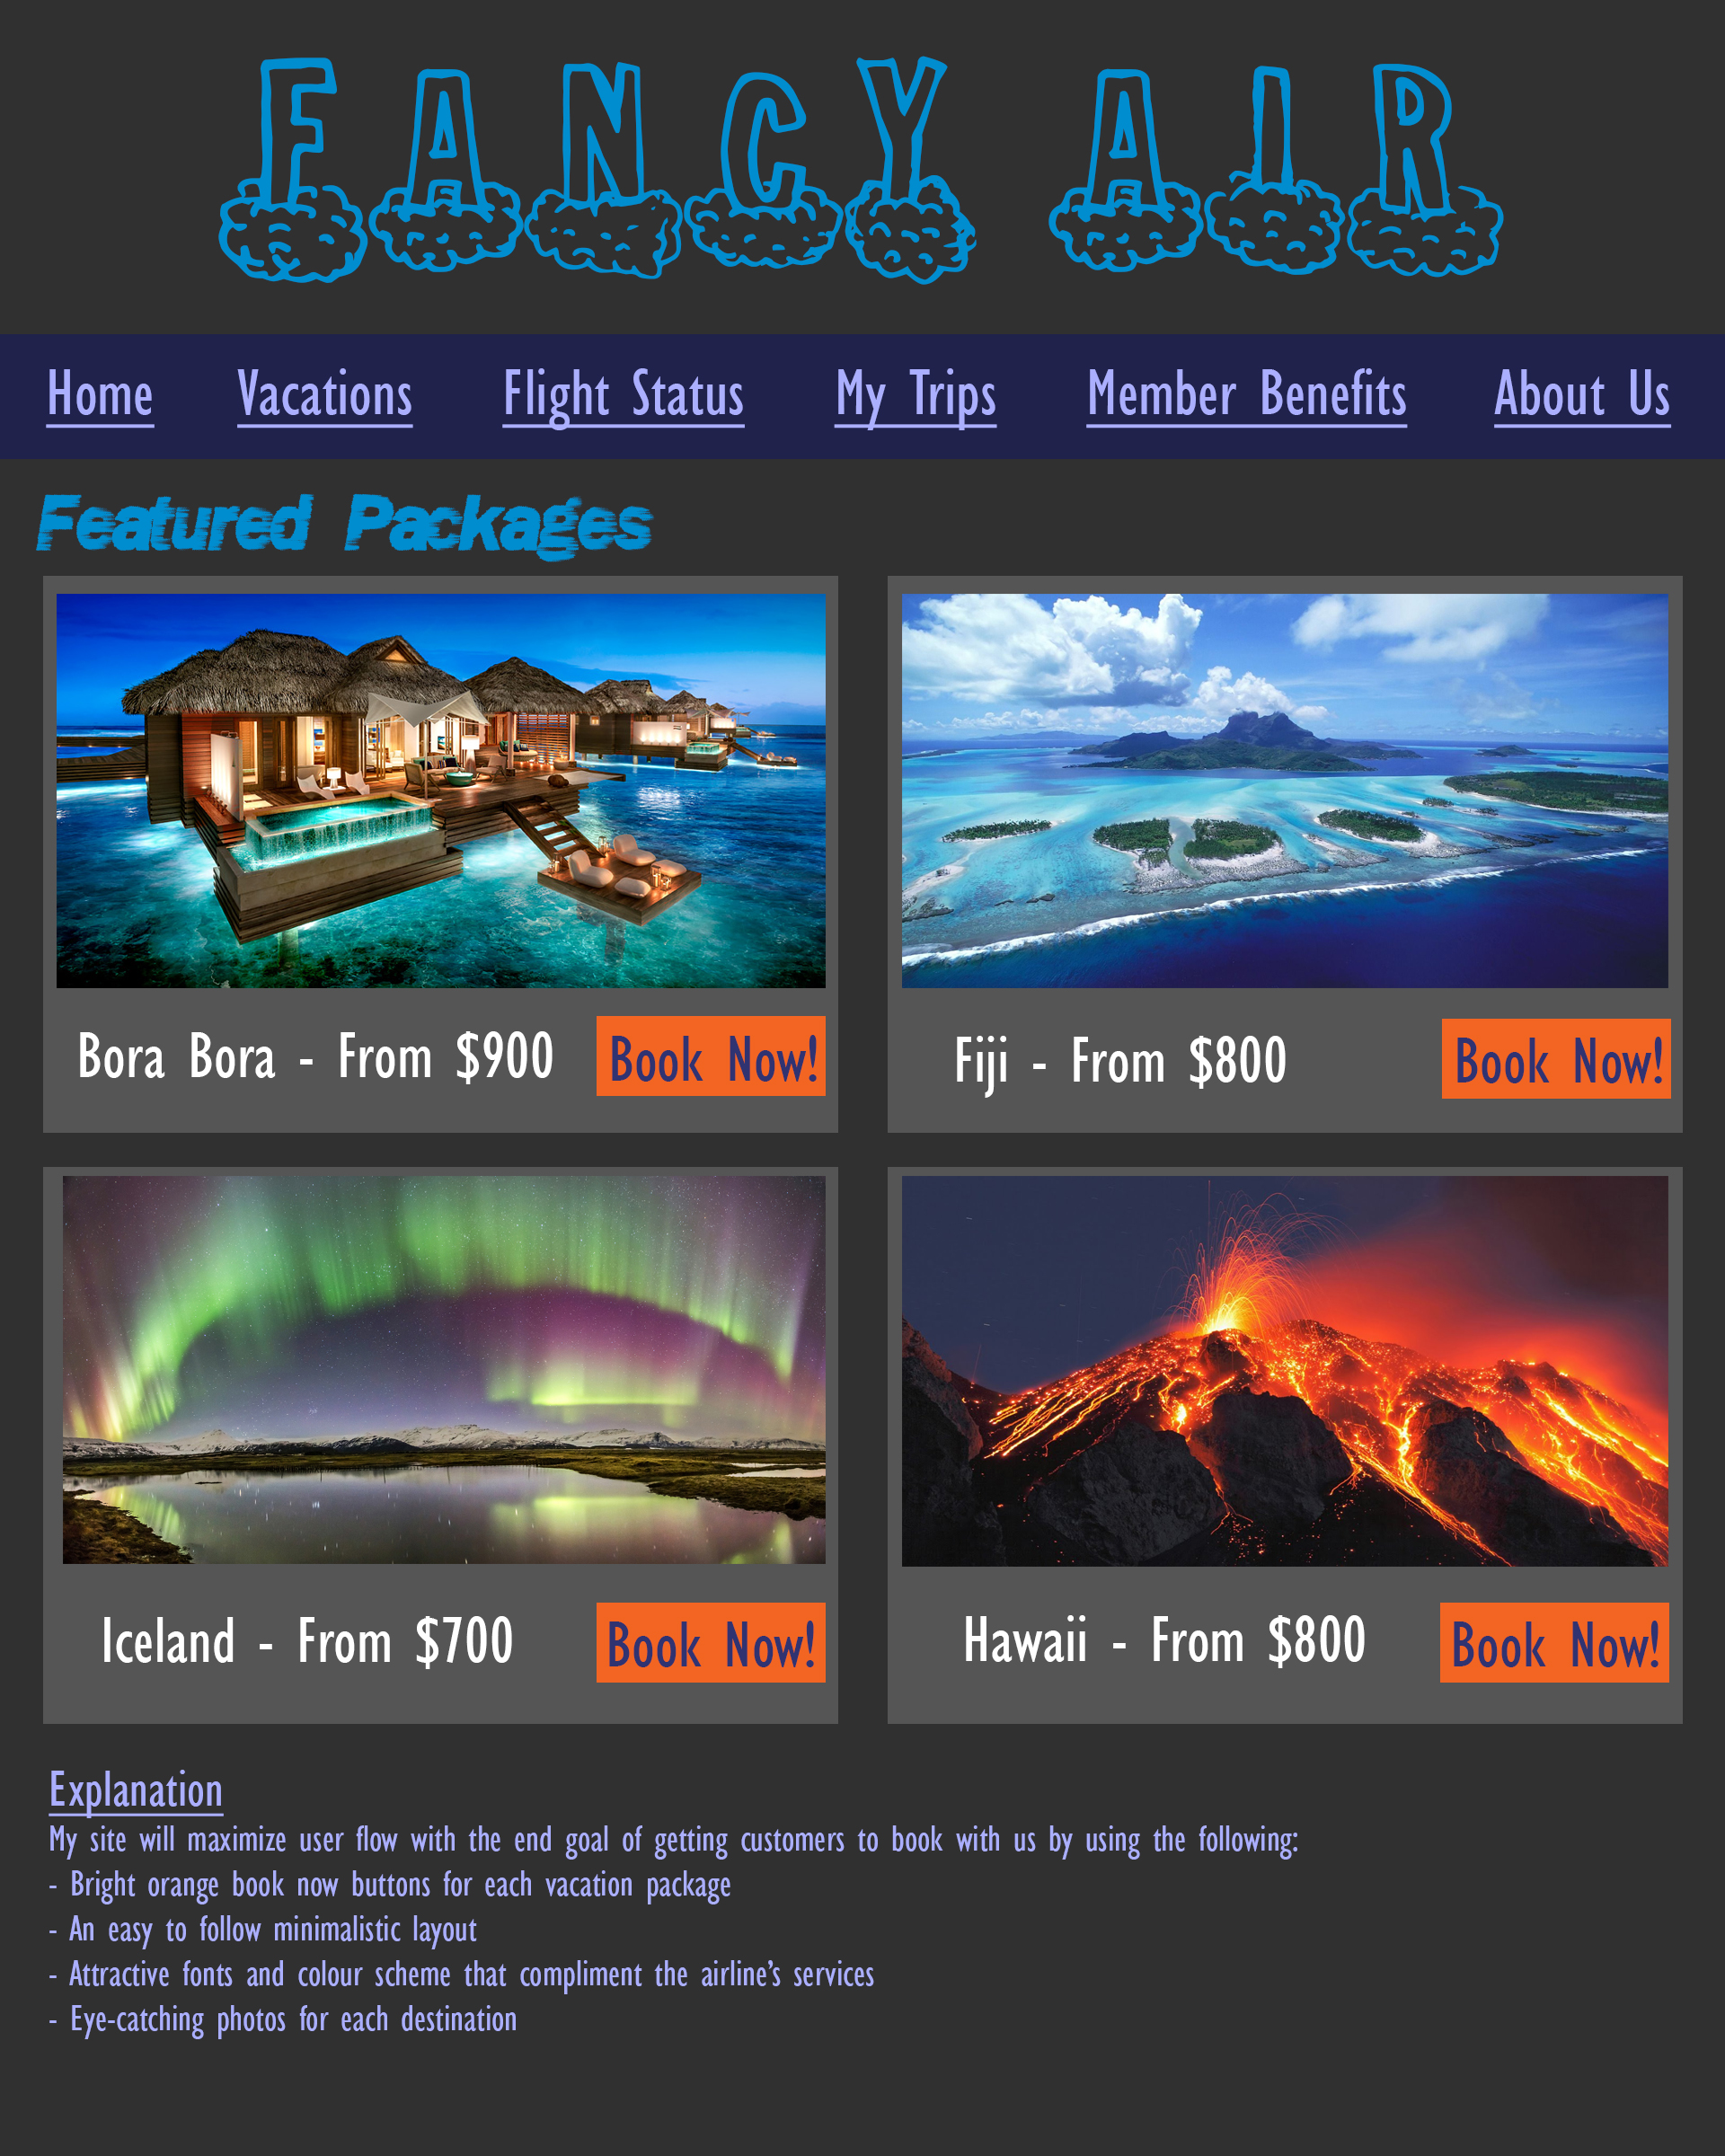 FANCY AIR
Home Vacations Flight Status My Trips Member Benefits About Us
Featured Packages
Bora Bora - From $900 Book Now!
Fiji - From $800 Book Now!
Iceland - From $700 Book Now!
Hawaii - From $800 Book Now!
Explanation
My site will maximize user flow with the end goal of getting customers to book with us by using the following:
- Bright orange book now buttons for each vacation package
- An easy to follow minimalistic layout
- Attractive fonts and colour scheme that compliment the airline’s services
- Eye-catching photos for each destination